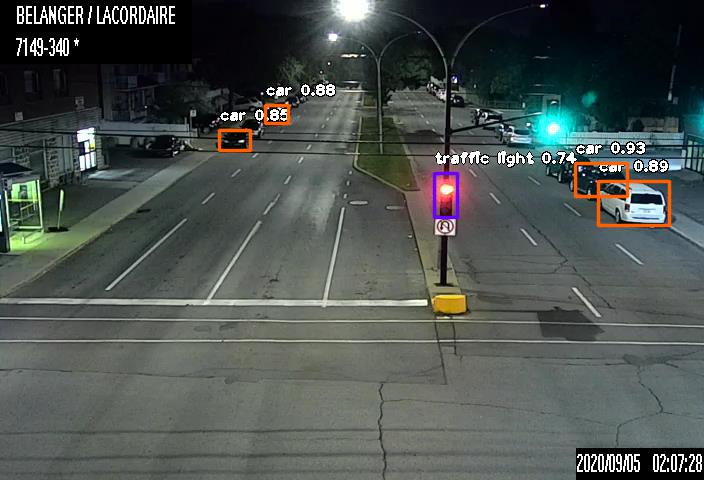 BELANGER / LACORDAIRE
7149-340 *
car 0.88
car 0.85
car 0.93
car 0.89
traffic light 0.74
2020/09/05 02:07:28